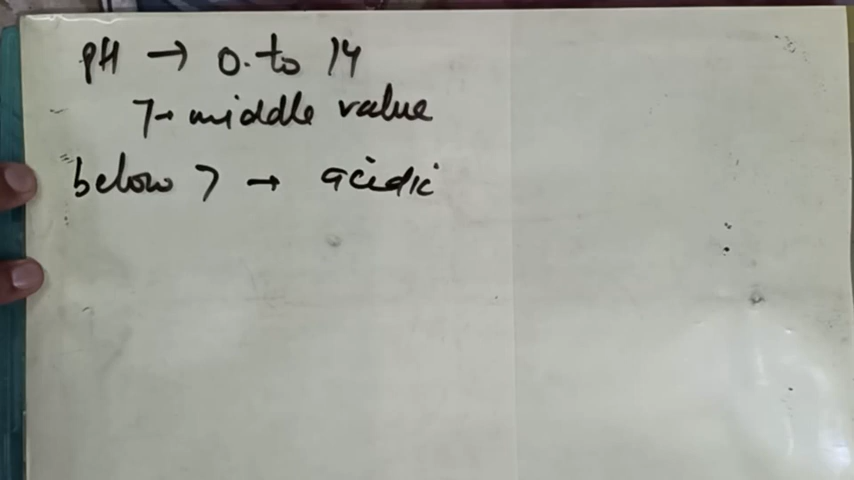 pH → 0. to 14
7→ middle value
below 7 → acidic